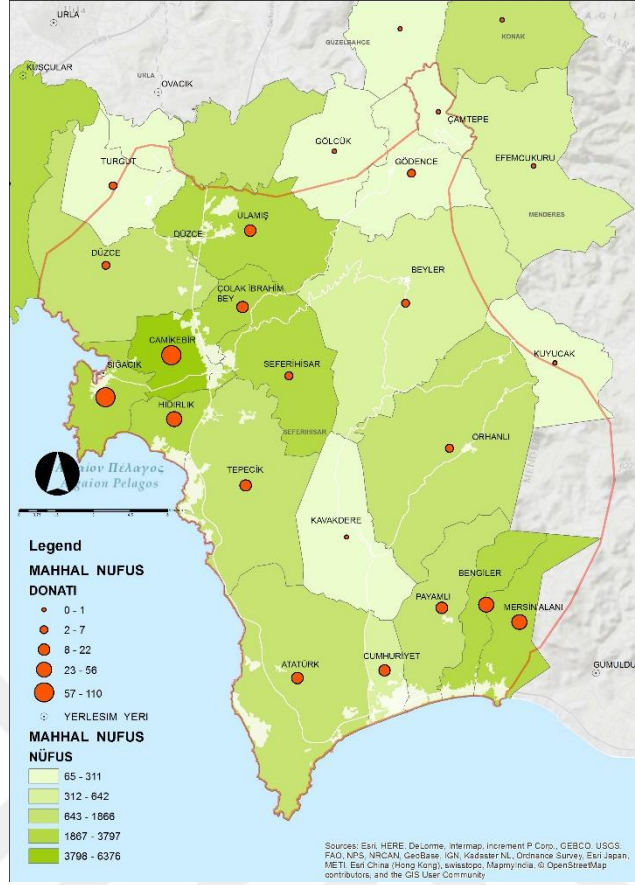 URLA
GÜZELBAHÇE
KONAK
KUŞÇULAR
URLA
OVACIK
ÇAMTEPE
GÖLCÜK
TURGUT
GÖDENCE
EFEMCUKURU
MENDERES
ULAMIŞ
DÜZCE
DÜZCE
BEYLER
ÇOLAK İBRAHİM
BEY
CAMİKEBİR
KUYUCAK
SIĞACIK
SEFERİHİSAR
HIDIRLIK
SEFERİHİSAR
ORHANLI
TEPECİK
Πέλαγος
Pelagos
KAVAKDERE
BENGİLER
PAYAMLI
MERSİN ALANI
CUMHURİYET
ATATÜRK
GUMULDU
Legend
MAHHAL NUFUS
DONATI
0 - 1
2 - 7
8 - 22
23 - 56
57 - 110
YERLESIM YERI
MAHHAL NUFUS
NÜFUS
65 - 311
312 - 642
643 - 1866
1867 - 3797
3798 - 6376
Sources: Esri, HERE, DeLorme, Intermap, increment P Corp., GEBCO, USGS,
FAO, NPS, NRCAN, GeoBase, IGN, Kadaster NL, Ordnance Survey, Esri Japan,
METI, Esri China (Hong Kong), swisstopo, MapmyIndia, © OpenStreetMap
contributors, and the GIS User Community